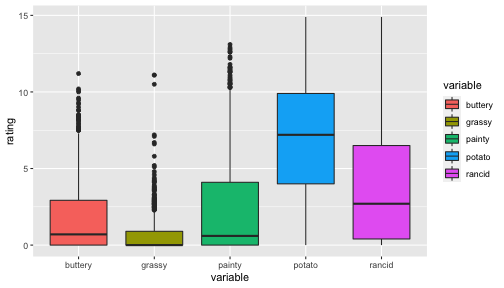 15
10
5
0
rating
buttery
grassy
painty
potato
rancid
variable
variable
buttery
grassy
painty
potato
rancid